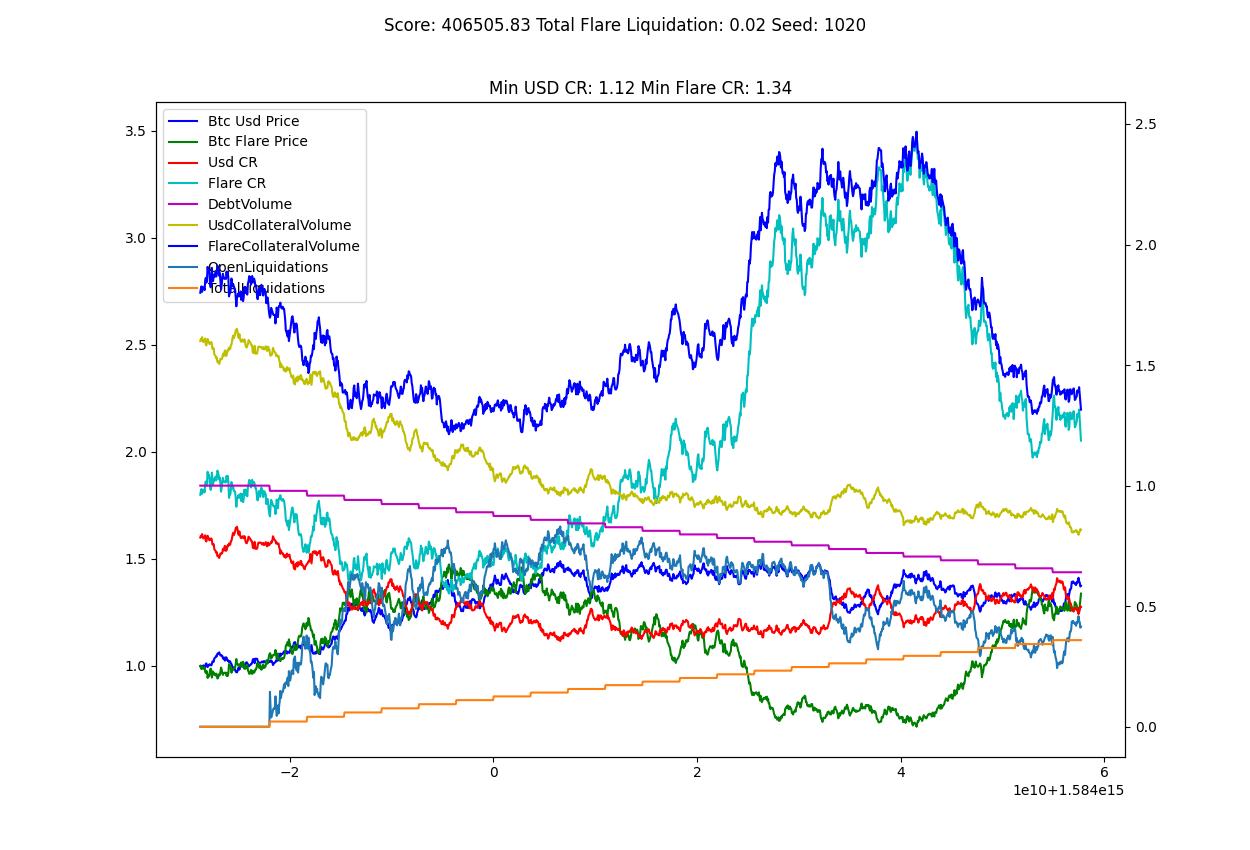 Score: 406505.83 Total Flare Liquidation: 0.02 Seed: 1020
Min USD CR: 1.12 Min Flare CR: 1.34
Btc Usd Price
Btc Flare Price
Usd CR
Flare CR
DebtVolume
UsdCollateralVolume
FlareCollateralVolume
OpenLiquidations
TotalLiquidations
3.5
3.0
2.5
2.0
1.5
1.0
2.5
2.0
1.5
1.0
0.5
0.0
−2
0
2
4
6
1e10+1.584e15